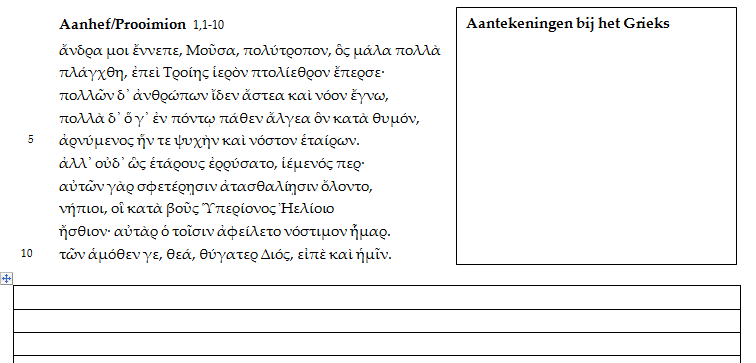 Aanhef/Prooimion 1,1-10
ἄνδρα μοι ἔννεπε, Μοῦσα, πολύτροπον, ὃς μάλα πολλὰ
πλάγχθη, ἐπεὶ Τροίης ἱερὸν πτολίεθρον ἔπερσε·
πολλῶν δ᾽ ἀνθρώπων ἴδεν ἄστεα καὶ νόον ἔγνω,
πολλὰ δ᾽ ὅ γ᾽ ἐν πόντῳ πάθεν ἄλγεα ὃν κατὰ θυμόν,
5 ἀρνύμενος ἥν τε ψυχὴν καὶ νόστον ἑταίρων.
ἀλλ᾽ οὐδ᾽ ὣς ἑτάρους ἐρρύσατο, ἱέμενός περ·
αὐτῶν γὰρ σφετέρῃσιν ἀτασθαλίῃσιν ὄλοντο,
νήπιοι, οἳ κατὰ βοῦς Ὑπερίονος Ἠελίοιο
ἤσθιον· αὐτὰρ ὁ τοῖσιν ἀφείλετο νόστιμον ἦμαρ.
10 τῶν ἁμόθεν γε, θεά, θύγατερ Διός, εἰπὲ καὶ ἡμῖν.
Aantekeningen bij het Grieks